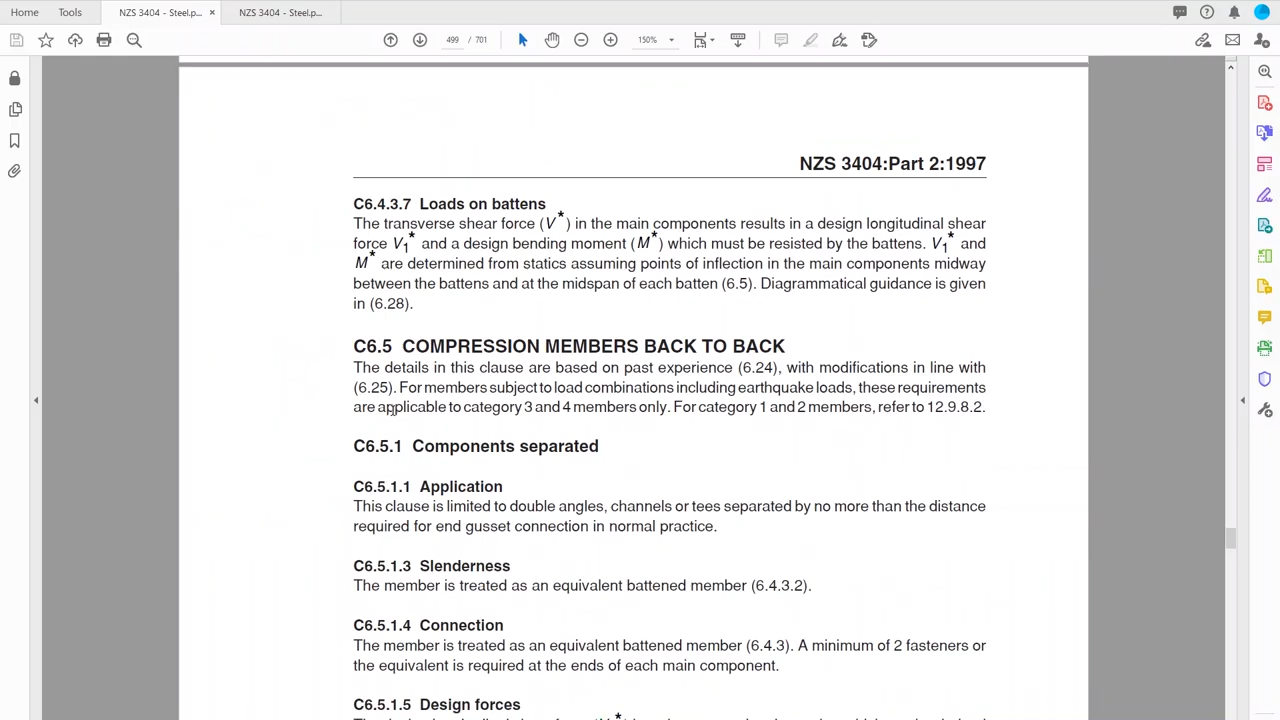 Home Tools NZS 3404 - Steel.p... × NZS 3404 - Steel.p...
499 / 701 150%
NZS 3404:Part 2:1997
C6.4.3.7 Loads on battens
The transverse shear force (V*) in the main components results in a design longitudinal shear
force V1* and a design bending moment (M*) which must be resisted by the battens. V1* and
M* are determined from statics assuming points of inflection in the main components midway
between the battens and at the midspan of each batten (6.5). Diagrammatical guidance is given
in (6.28).
C6.5 COMPRESSION MEMBERS BACK TO BACK
The details in this clause are based on past experience (6.24), with modifications in line with
(6.25). For members subject to load combinations including earthquake loads, these requirements
are applicable to category 3 and 4 members only. For category 1 and 2 members, refer to 12.9.8.2.
C6.5.1 Components separated
C6.5.1.1 Application
This clause is limited to double angles, channels or tees separated by no more than the distance
required for end gusset connection in normal practice.
C6.5.1.3 Slenderness
The member is treated as an equivalent battened member (6.4.3.2).
C6.5.1.4 Connection
The member is treated as an equivalent battened member (6.4.3). A minimum of 2 fasteners or
the equivalent is required at the ends of each main component.
C6.5.1.5 Design forces